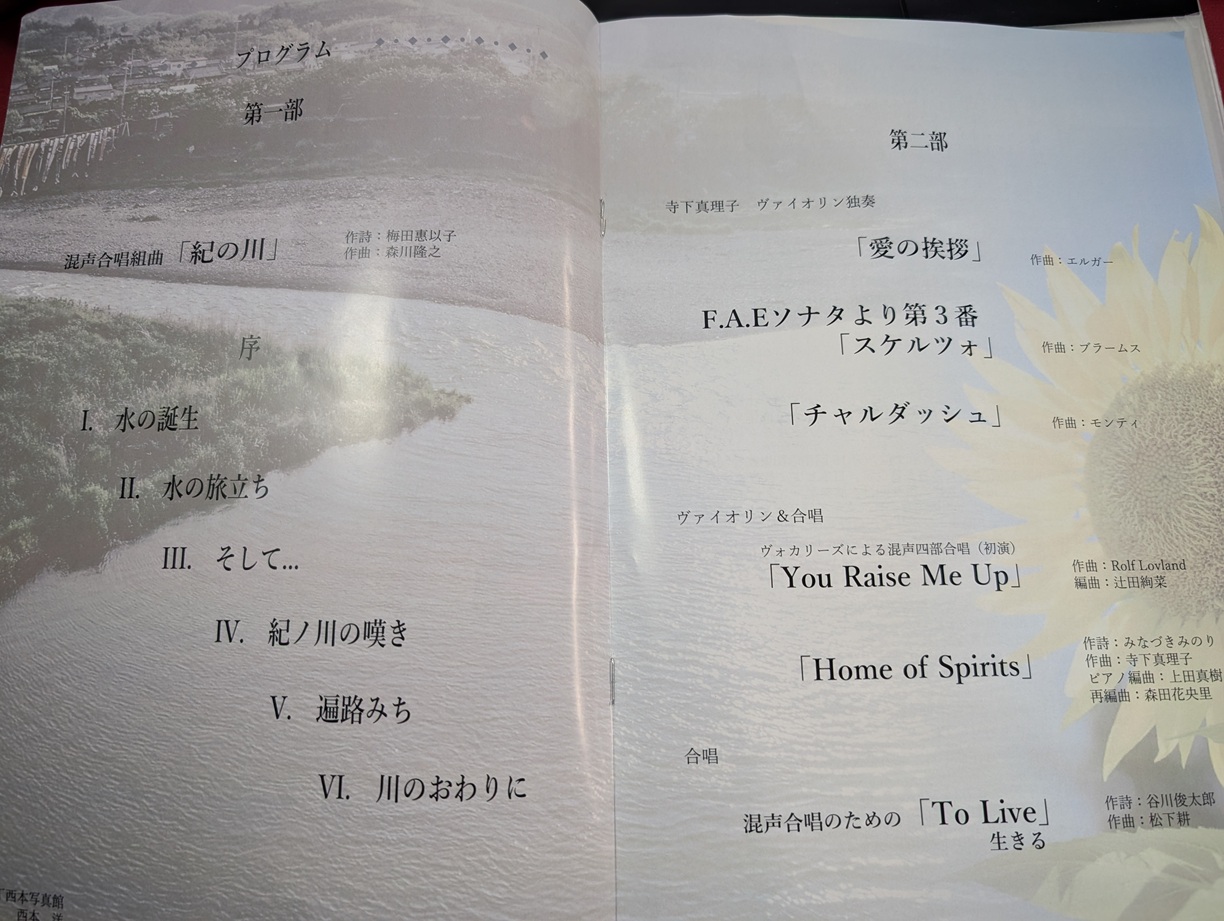 プログラム
第一部
混声合唱組曲「紀の川」
作詩：梅田惠以子
作曲：森川隆之
序
I. 水の誕生
II. 水の旅立ち
III. そして...
IV. 紀ノ川の嘆き
V. 遍路みち
VI. 川のおわりに
「西本写真館
西本 洋
第二部
寺下真理子 ヴァイオリン独奏
「愛の挨拶」 作曲：エルガー
F.A.Eソナタより第３番
「スケルツォ」 作曲：ブラームス
「チャルダッシュ」 作曲：モンティ
ヴァイオリン＆合唱
ヴォカリーズによる混声四部合唱（初演）
「You Raise Me Up」
作曲：Rolf Lovland
編曲：辻田絢菜
「Home of Spirits」
作詩：みなづきみのり
作曲：寺下真理子
ピアノ編曲：上田真樹
再編曲：森田花央里
合唱
混声合唱のための「To Live」
生きる
作詩：谷川俊太郎
作曲：松下耕